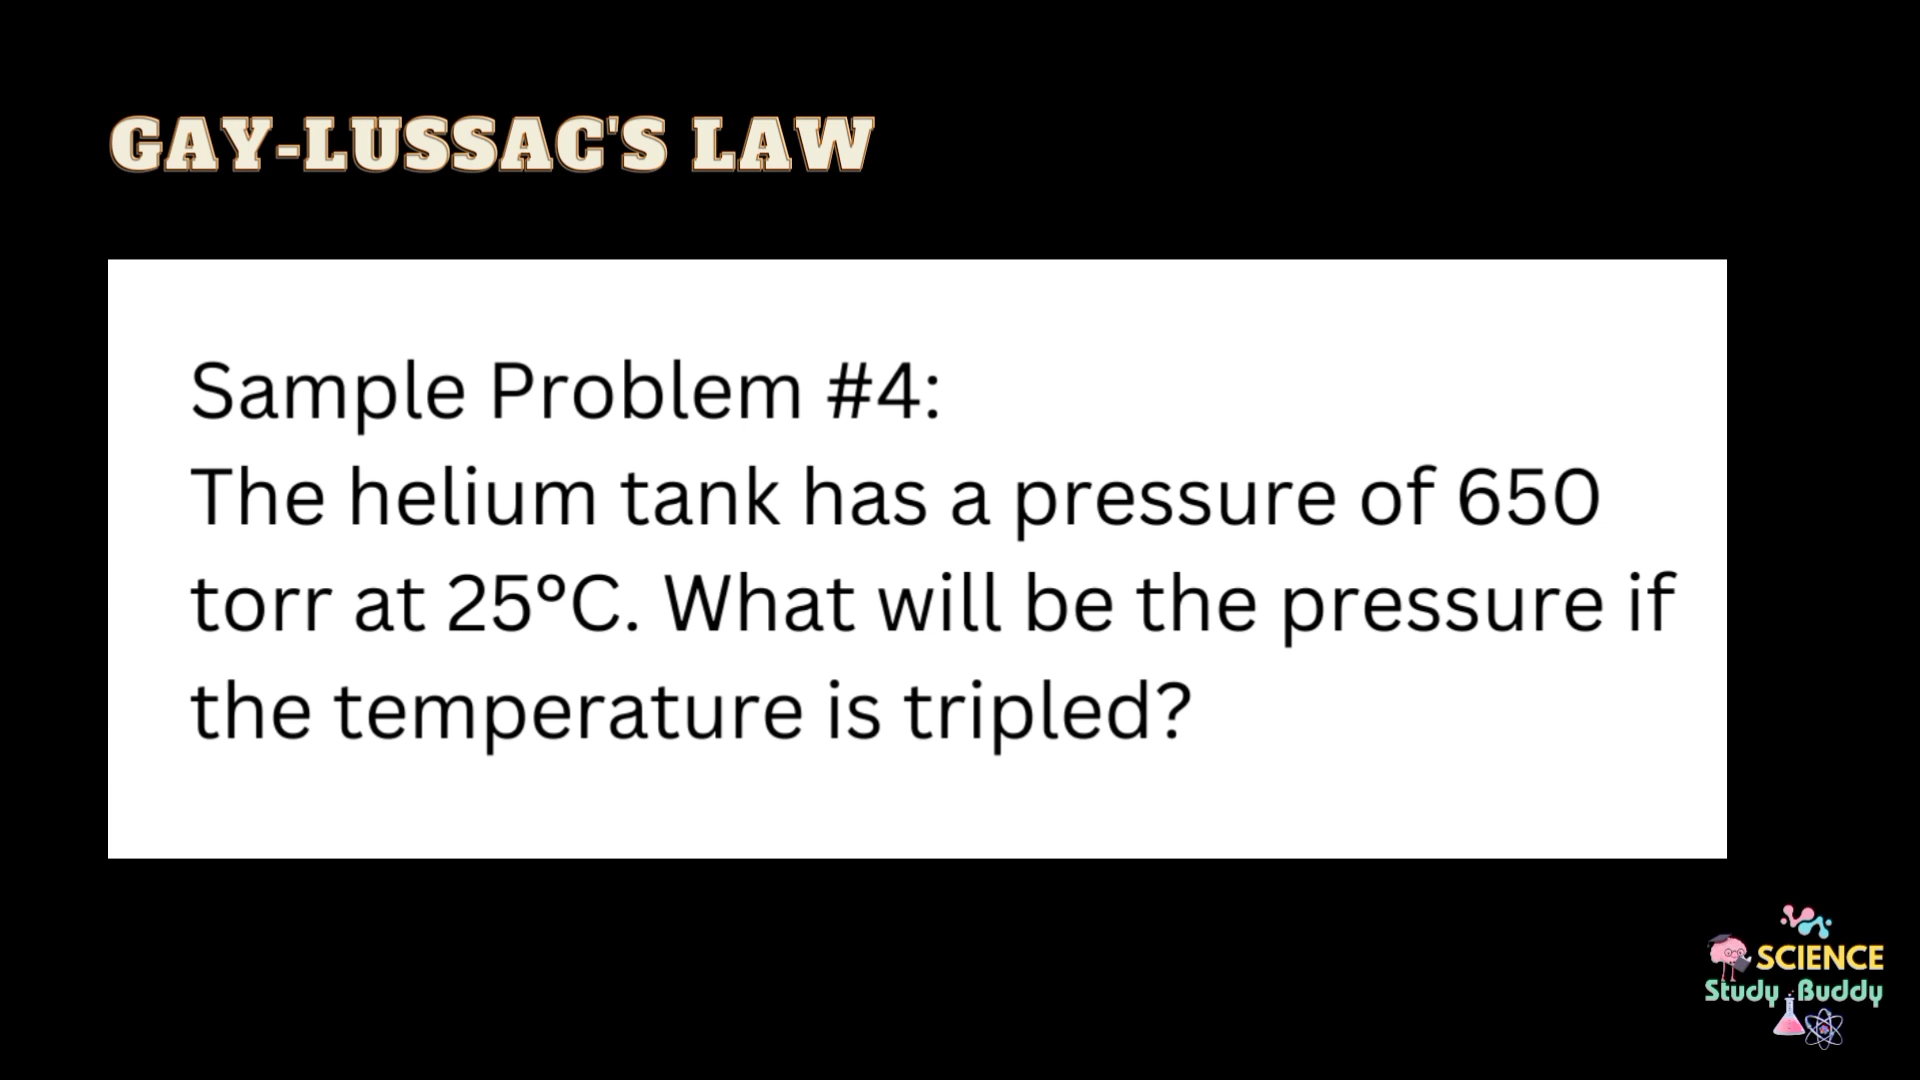 GAY-LUSSAC'S LAW
Sample Problem #4:
The helium tank has a pressure of 650
torr at 25°C. What will be the pressure if
the temperature is tripled?
SCIENCE
Study Buddy